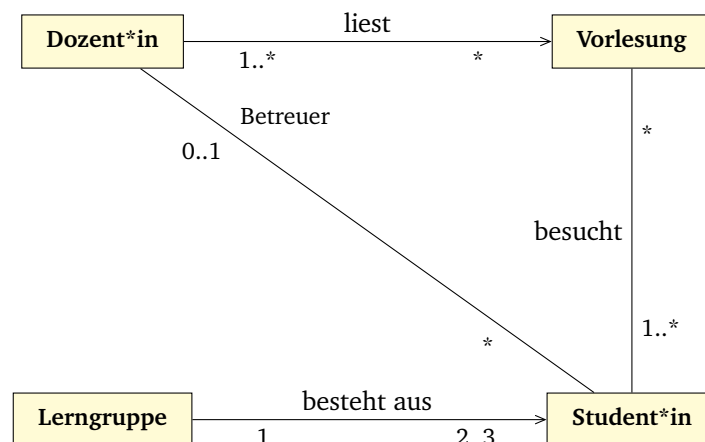 Dozent*in
liest
Vorlesung
1..*
*
Betreuer
0..1
*
besucht
*
1..*
Lerngruppe
besteht aus
Student*in
1
2..3